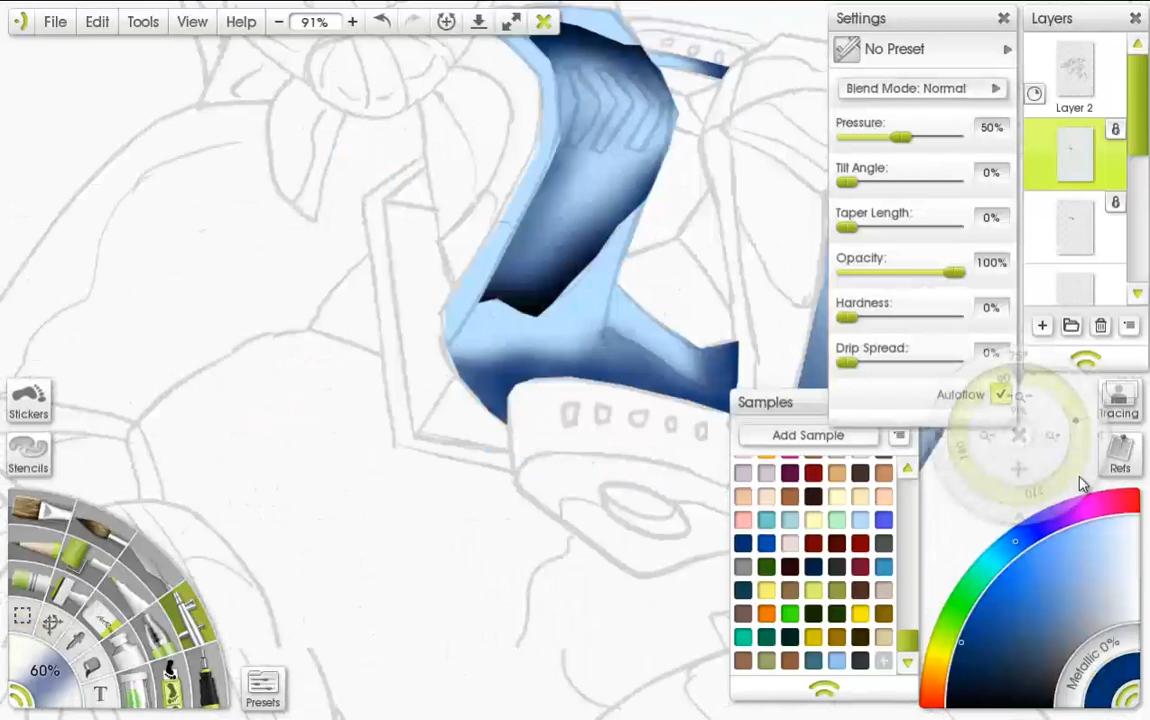 File Edit Tools View Help − 91% +
Settings
No Preset
Blend Mode: Normal
Pressure: 50%
Tilt Angle: 0%
Taper Length: 0%
Opacity: 100%
Hardness: 0%
Drip Spread: 0%
Autoflow
Layers
Layer 2
Tracing
Refs
Samples
Add Sample
Metallic 0%
Stickers
Stencils
60%
T
Presets